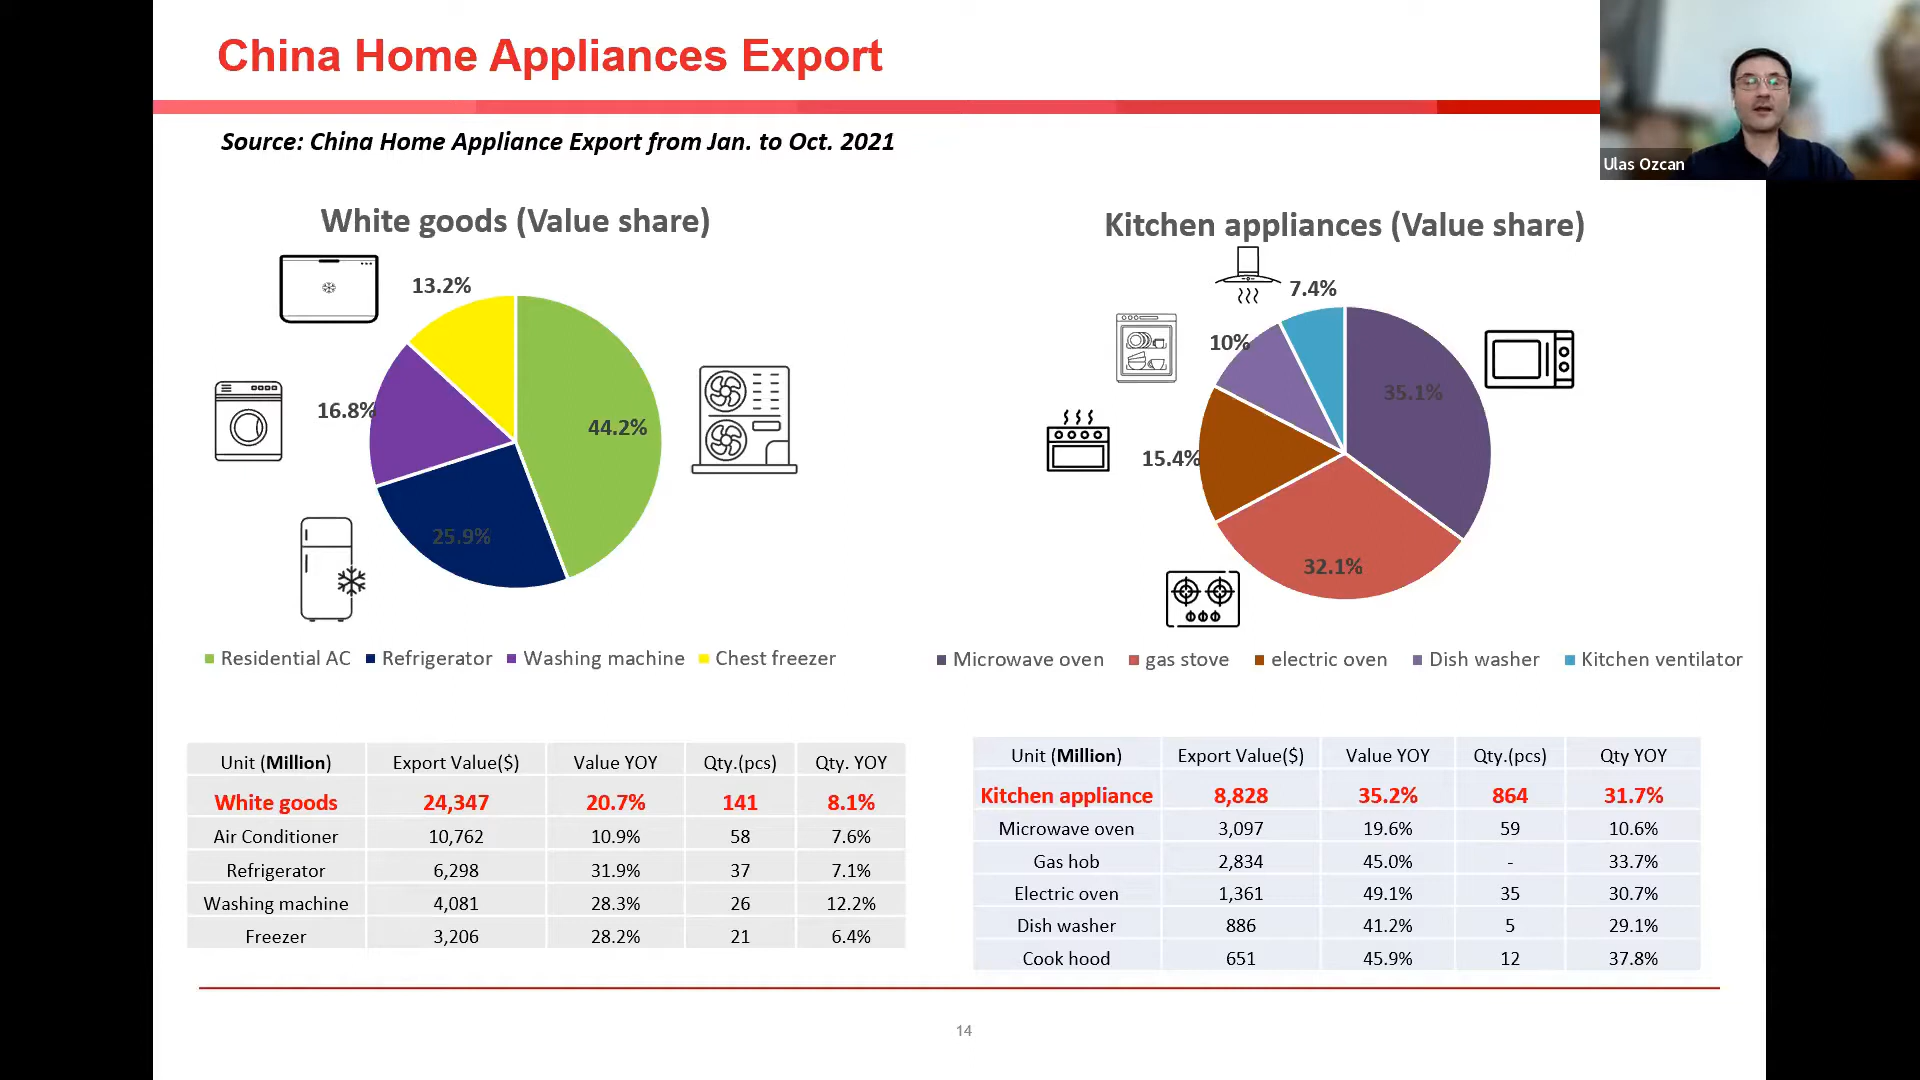 China Home Appliances Export
Ulas Ozcan
Source: China Home Appliance Export from Jan. to Oct. 2021
White goods (Value share)
13.2%
16.8%
44.2%
25.9%
Residential AC Refrigerator Washing machine Chest freezer
Kitchen appliances (Value share)
7.4%
10%
35.1%
15.4%
32.1%
Microwave oven gas stove electric oven Dish washer Kitchen ventilator
Unit (Million) Export Value($) Value YOY Qty.(pcs) Qty. YOY
White goods 24,347 20.7% 141 8.1%
Air Conditioner 10,762 10.9% 58 7.6%
Refrigerator 6,298 31.9% 37 7.1%
Washing machine 4,081 28.3% 26 12.2%
Freezer 3,206 28.2% 21 6.4%
Unit (Million) Export Value($) Value YOY Qty.(pcs) Qty YOY
Kitchen appliance 8,828 35.2% 864 31.7%
Microwave oven 3,097 19.6% 59 10.6%
Gas hob 2,834 45.0% - 33.7%
Electric oven 1,361 49.1% 35 30.7%
Dish washer 886 41.2% 5 29.1%
Cook hood 651 45.9% 12 37.8%
14